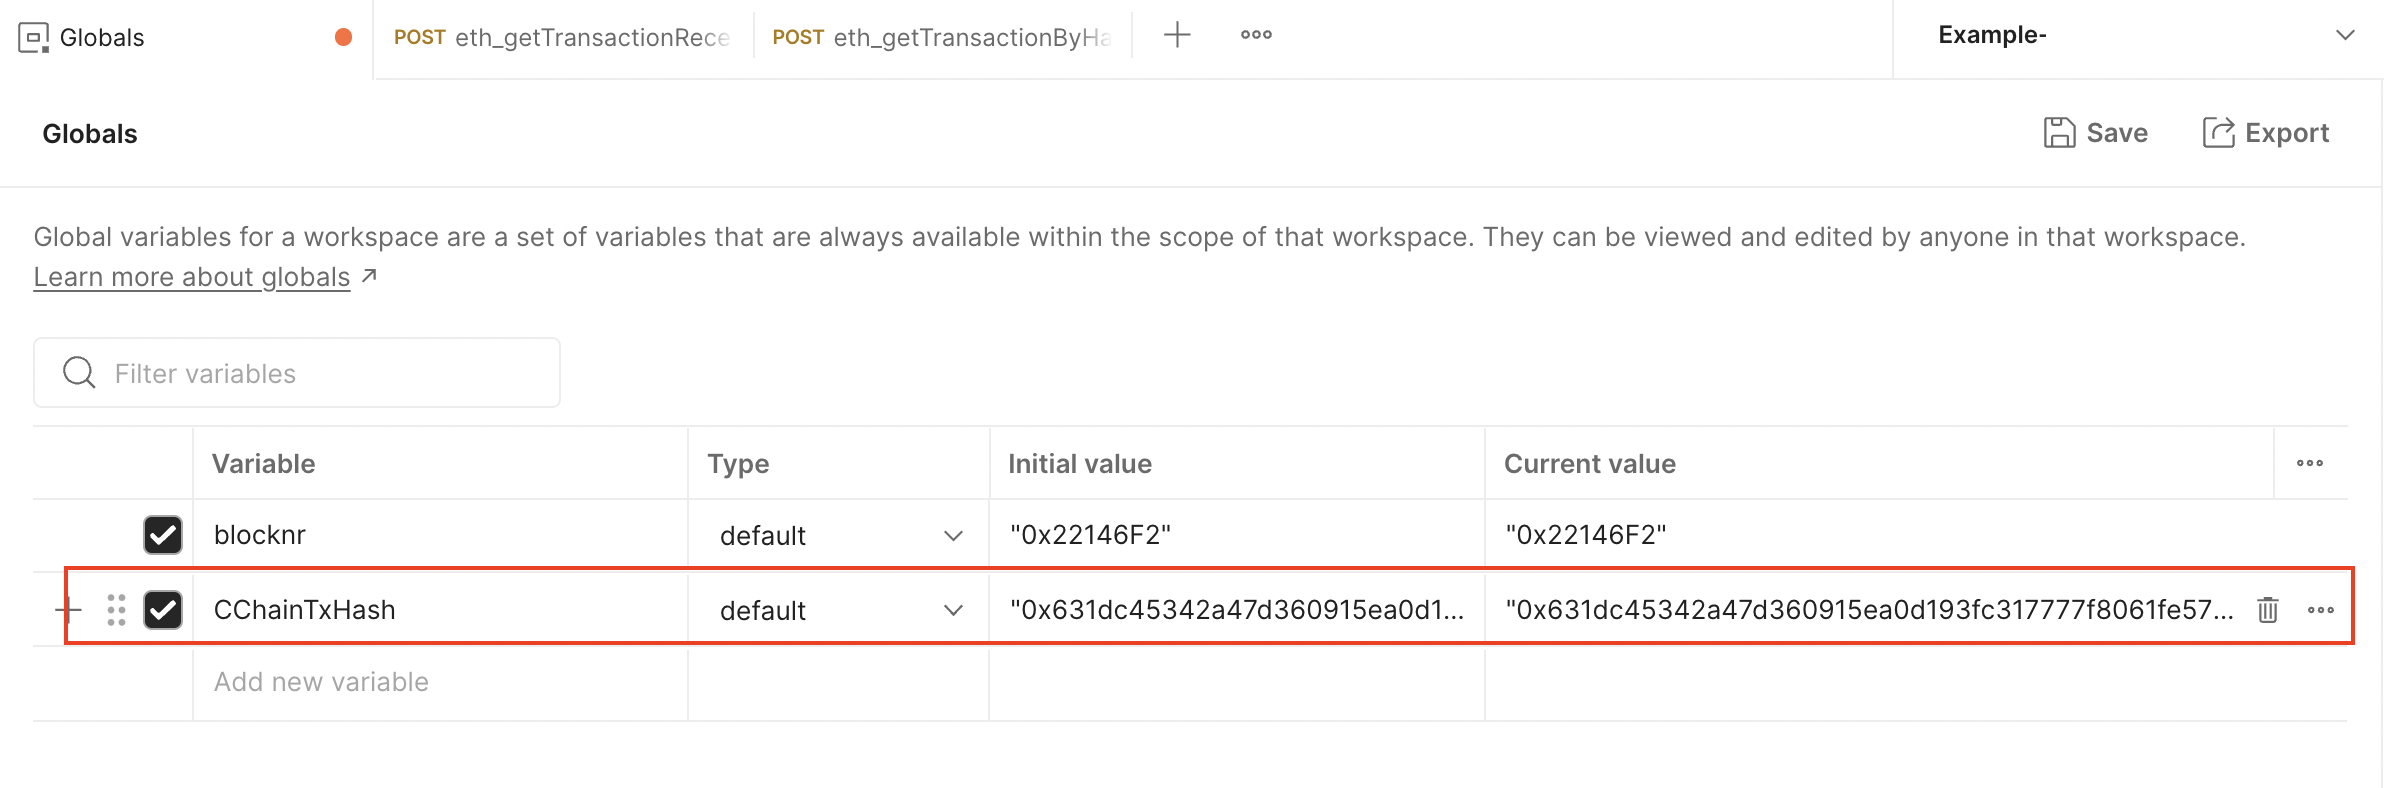 Globals
POST eth_getTransactionRece
POST eth_getTransactionByHa
Example-
Globals
Save
Export
Global variables for a workspace are a set of variables that are always available within the scope of that workspace. They can be viewed and edited by anyone in that workspace.
Learn more about globals ↗
Filter variables
Variable Type Initial value Current value
blocknr default "0x22146F2" "0x22146F2"
CChainTxHash default "0x631dc45342a47d360915ea0d1... "0x631dc45342a47d360915ea0d193fc317777f8061fe57...
Add new variable